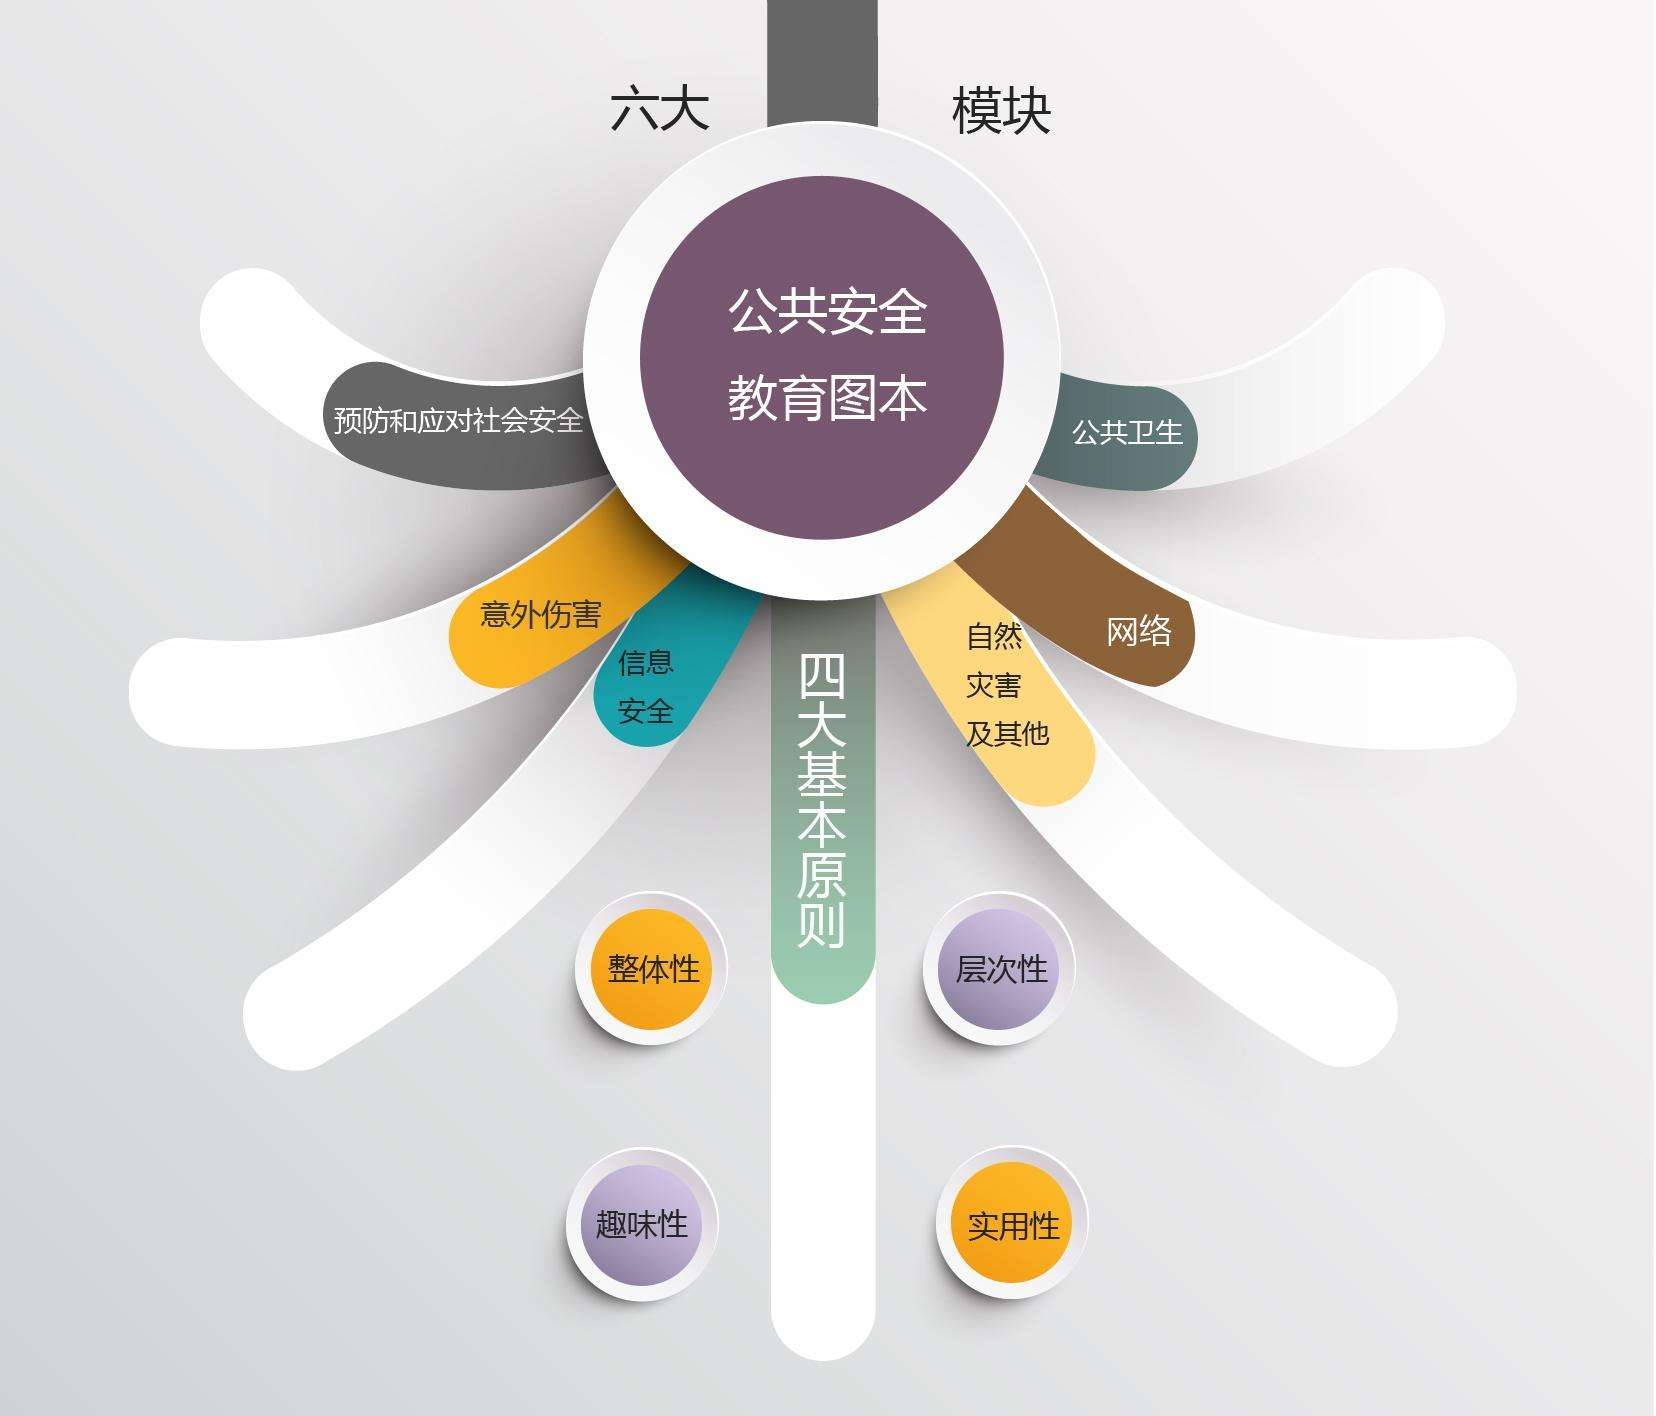 六大 模块
公共安全
教育图本
预防和应对社会安全
公共卫生
意外伤害
网络
信息
安全
自然
灾害
及其他
四大基本原则
整体性
层次性
趣味性
实用性